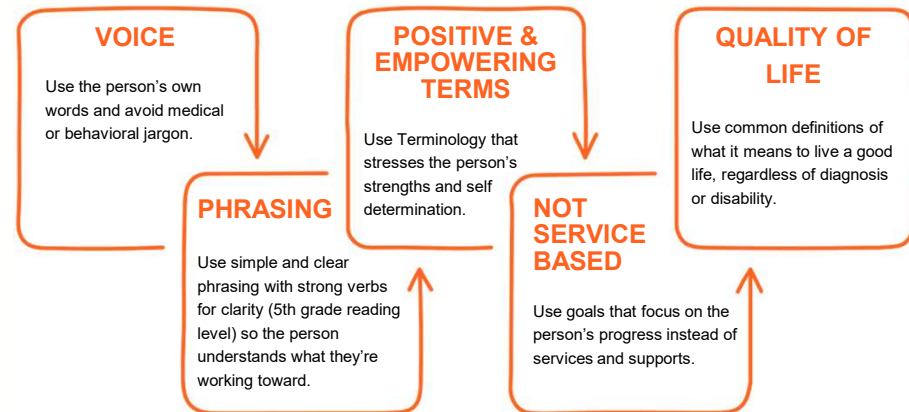 VOICE
Use the person’s own
words and avoid medical
or behavioral jargon.
PHRASING
Use simple and clear
phrasing with strong verbs
for clarity (5th grade reading
level) so the person
understands what they’re
working toward.
POSITIVE &
EMPOWERING
TERMS
Use Terminology that
stresses the person’s
strengths and self
determination.
NOT
SERVICE
BASED
Use goals that focus on the
person’s progress instead of
services and supports.
QUALITY OF
LIFE
Use common definitions of
what it means to live a good
life, regardless of diagnosis
or disability.